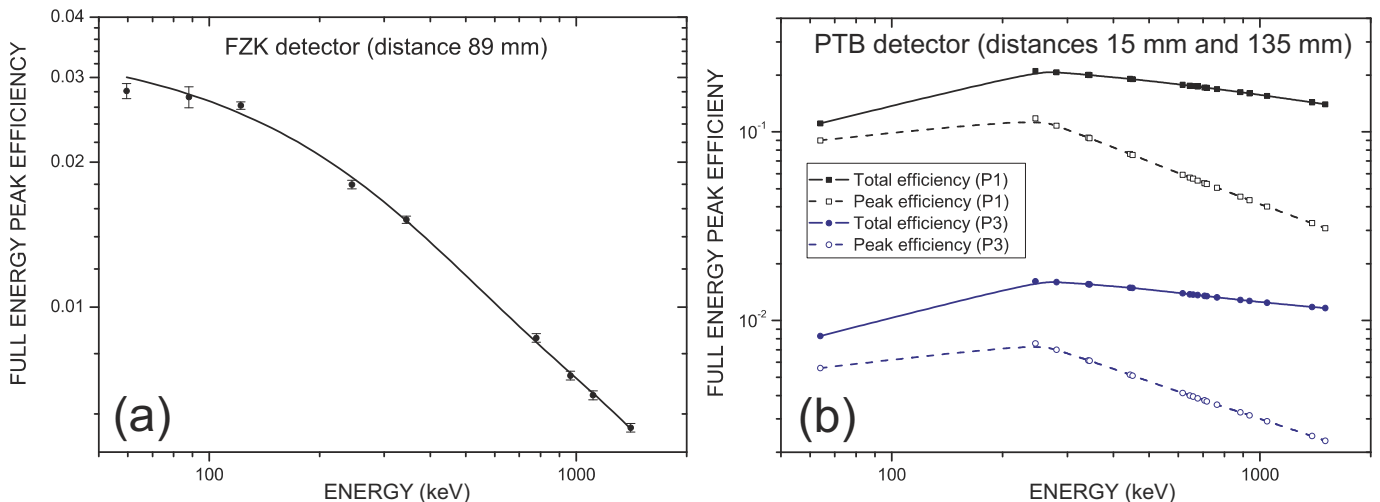 FZK detector (distance 89 mm)
FULL ENERGY PEAK EFFICIENCY
0.04
0.03
0.02
0.01
(a)
100
1000
ENERGY (keV)
PTB detector (distances 15 mm and 135 mm)
FULL ENERGY PEAK EFFICIENY
10-1
10-2
Total efficiency (P1)
Peak efficiency (P1)
Total efficiency (P3)
Peak efficiency (P3)
(b)
100
1000
ENERGY (keV)